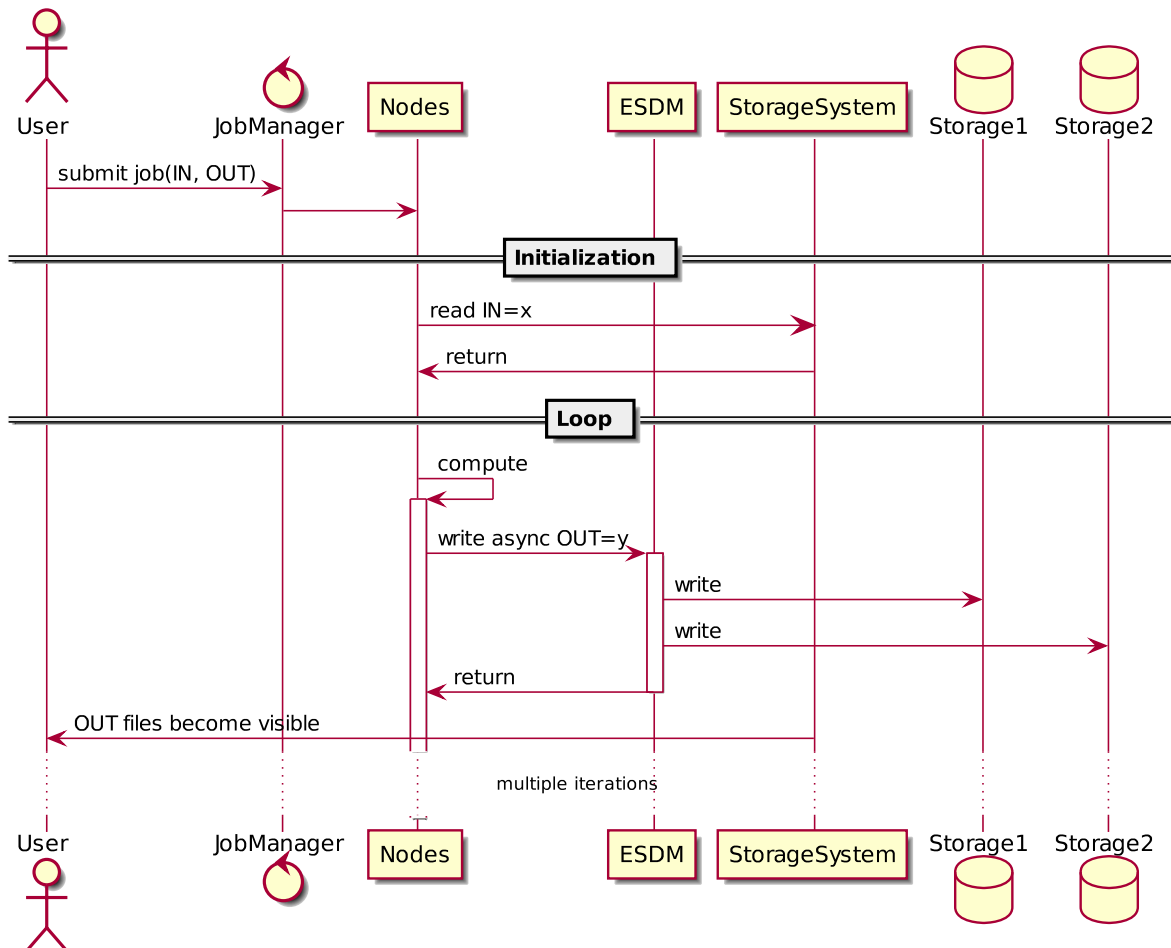 User
JobManager
Nodes
ESDM
StorageSystem
Storage1
Storage2
submit job(IN, OUT)
Initialization
read IN=x
return
Loop
compute
write async OUT=y
write
write
return
OUT files become visible
multiple iterations
User
JobManager
Nodes
ESDM
StorageSystem
Storage1
Storage2